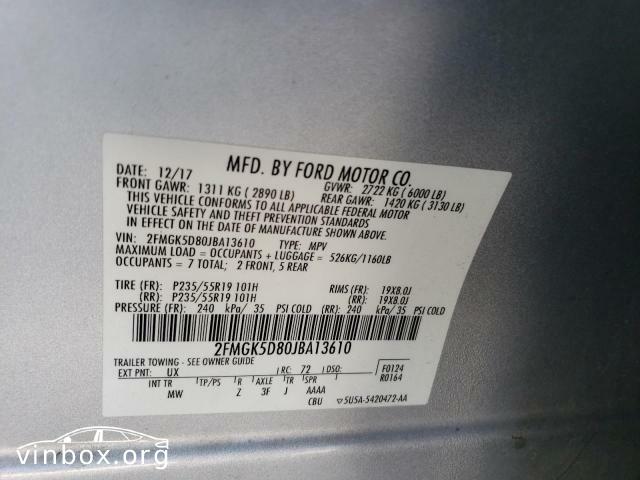 MFD. BY FORD MOTOR CO.
DATE: 12/17
FRONT GAWR: 1311 KG ( 2890 LB)
GVWR: 2722 KG ( 6000 LB)
REAR GAWR: 1420 KG ( 3130 LB)
THIS VEHICLE CONFORMS TO ALL APPLICABLE FEDERAL MOTOR
VEHICLE SAFETY AND THEFT PREVENTION STANDARDS
IN EFFECT ON THE DATE OF MANUFACTURE SHOWN ABOVE.
VIN: 2FMGK5D80JBA13610 TYPE: MPV
MAXIMUM LOAD = OCCUPANTS + LUGGAGE = 526KG/1160LB
OCCUPANTS = 7 TOTAL; 2 FRONT, 5 REAR
TIRE (FR): P235/55R19 101H RIMS (FR): 19X8.0J
(RR): P235/55R19 101H (RR): 19X8.0J
PRESSURE (FR): 240 kPa/ 35 PSI COLD (RR): 240 kPa/ 35 PSI COLD
2FMGK5D80JBA13610
TRAILER TOWING - SEE OWNER GUIDE
EXT PNT: UX RC: 72 DSO: F0124
R0164
INT TR TP/PS R AXLE TR SPR
MW Z 3F J AAAA
CBU 5U5A-5420472-AA
vinbox.org